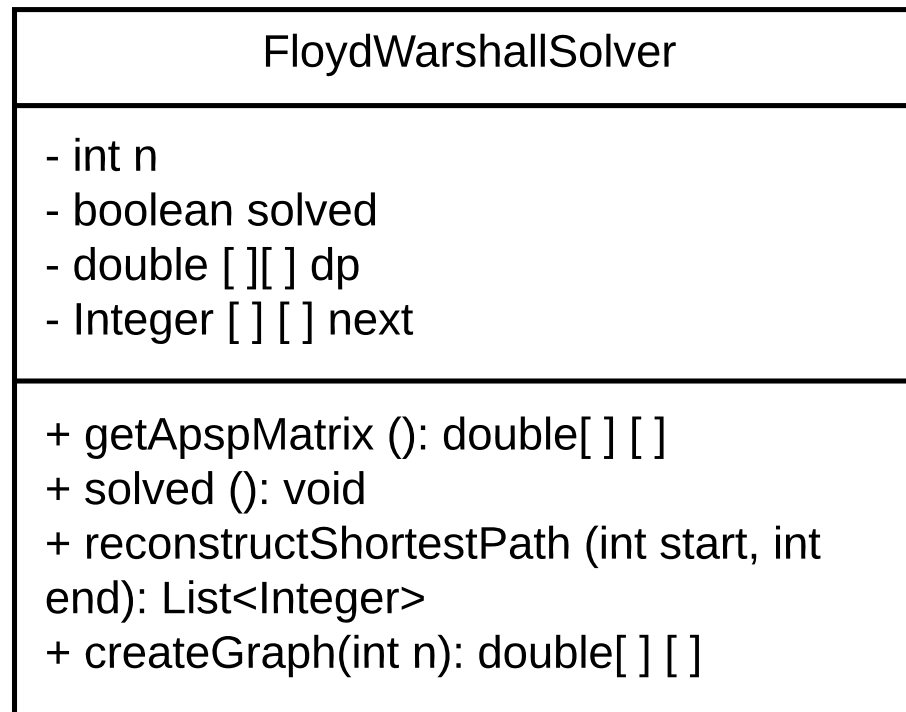 FloydWarshallSolver
- int n
- boolean solved
- double [ ][ ] dp
- Integer [ ] [ ] next
+ getApspMatrix (): double[ ] [ ]
+ solved (): void
+ reconstructShortestPath (int start, int
end): List<Integer>
+ createGraph(int n): double[ ] [ ]